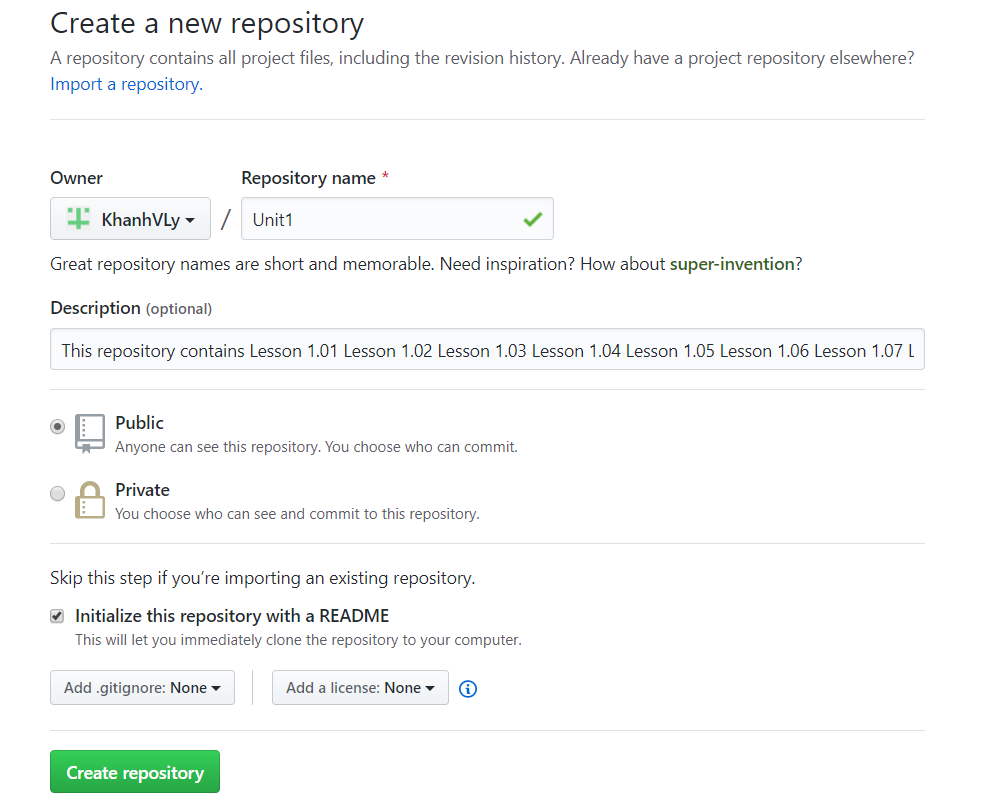 Create a new repository
A repository contains all project files, including the revision history. Already have a project repository elsewhere?
Import a repository.
Owner
Repository name *
KhanhVLy
/
Unit1
Great repository names are short and memorable. Need inspiration? How about super-invention?
Description (optional)
This repository contains Lesson 1.01 Lesson 1.02 Lesson 1.03 Lesson 1.04 Lesson 1.05 Lesson 1.06 Lesson 1.07 L
Public
Anyone can see this repository. You choose who can commit.
Private
You choose who can see and commit to this repository.
Skip this step if you’re importing an existing repository.
Initialize this repository with a README
This will let you immediately clone the repository to your computer.
Add .gitignore: None
Add a license: None
Create repository